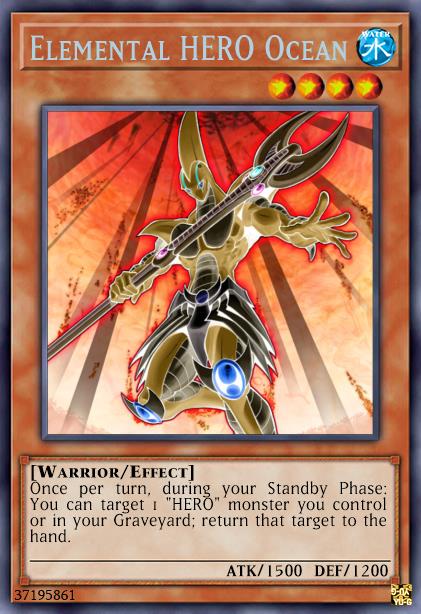 Elemental HERO Ocean
WATER
水
[Warrior/Effect]
Once per turn, during your Standby Phase:
You can target 1 "HERO" monster you control
or in your Graveyard; return that target to the
hand.
ATK/1500 DEF/1200
37195861